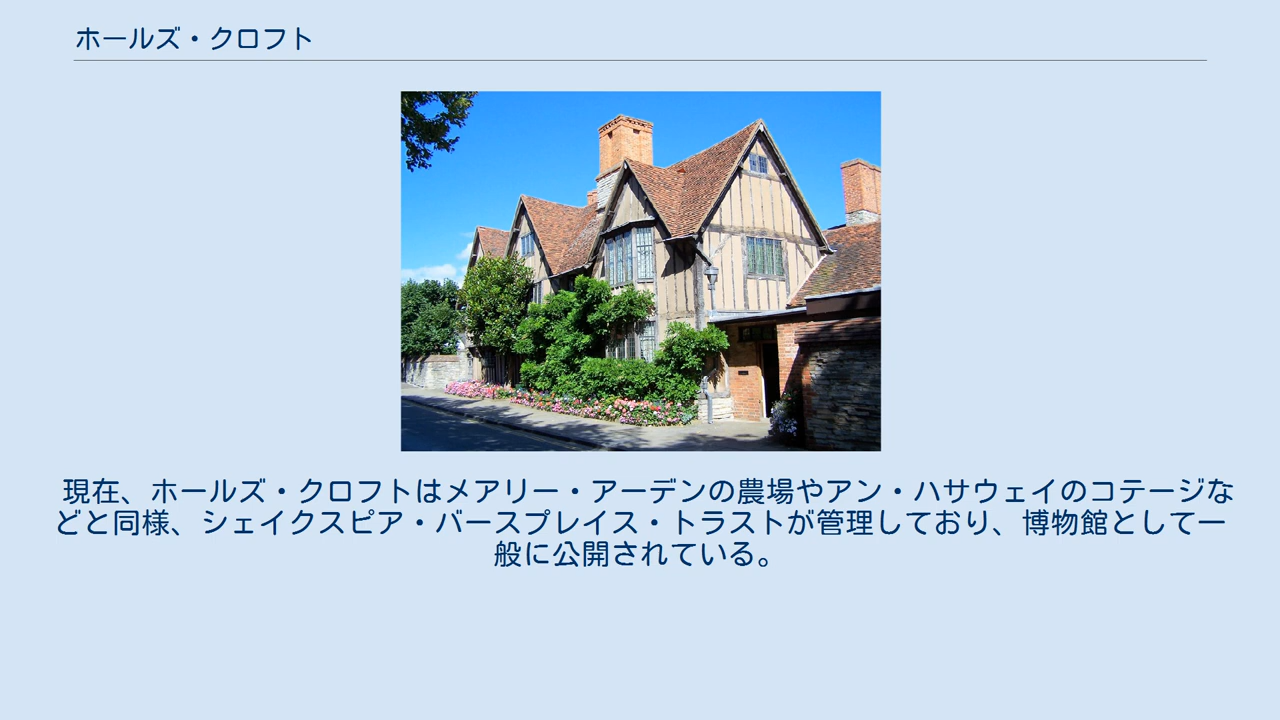 ホールズ・クロフト
現在、ホールズ・クロフトはメアリー・アーデンの農場やアン・ハサウェイのコテージな
どと同様、シェイクスピア・バースプレイス・トラストが管理しており、博物館として一
般に公開されている。